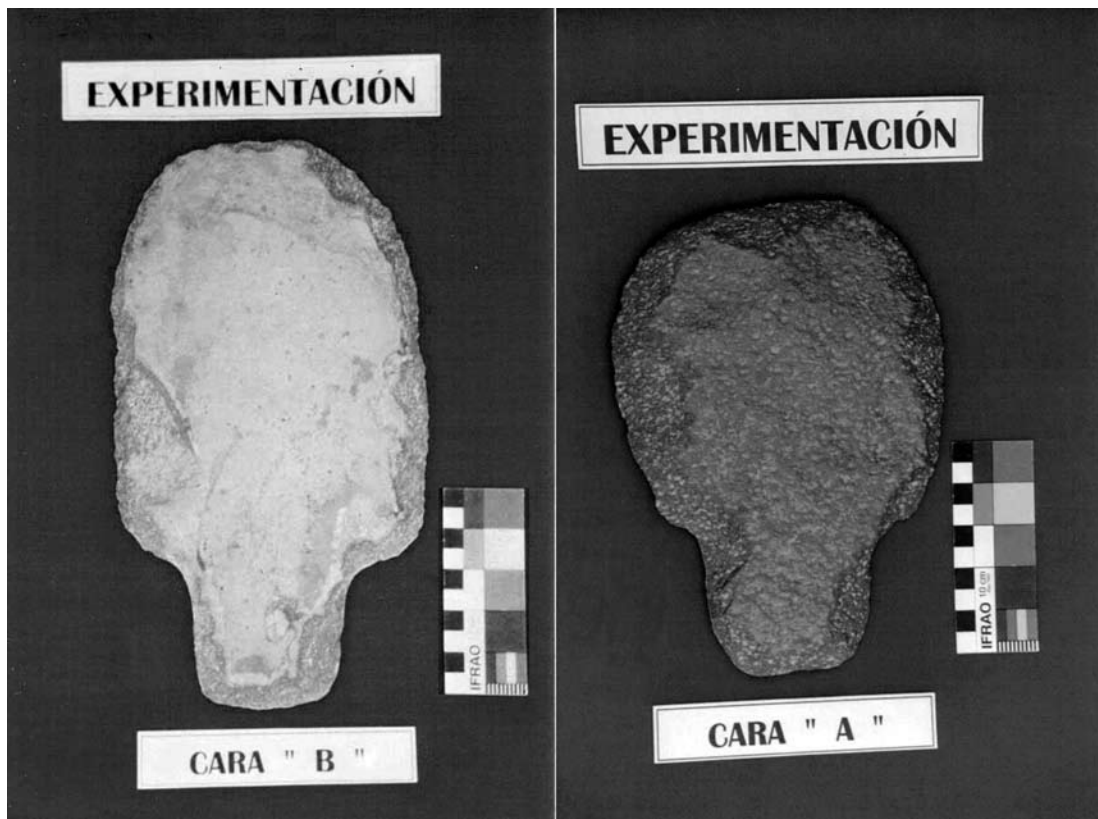 EXPERIMENTACIÓN
IFRAO
CARA " B "
EXPERIMENTACIÓN
IFRAO 10 cm
CARA " A "